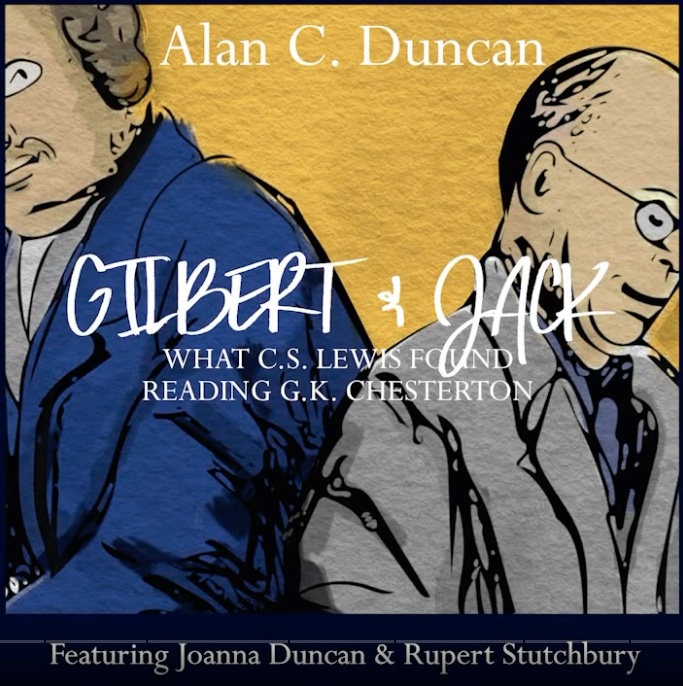 Alan C. Duncan
GILBERT & JACK
WHAT C.S. LEWIS FOUND
READING G.K. CHESTERTON
Featuring Joanna Duncan & Rupert Stutchbury